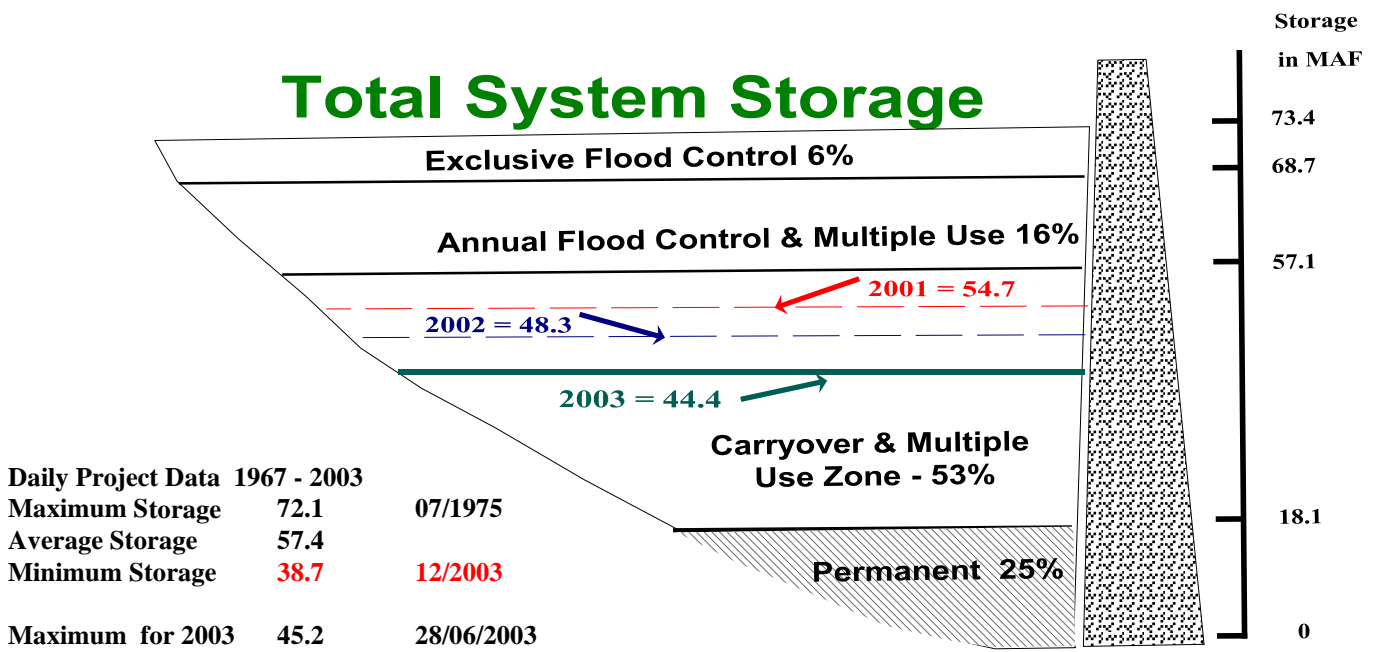 Storage
in MAF
Total System Storage
73.4
Exclusive Flood Control 6%
68.7
Annual Flood Control & Multiple Use 16%
57.1
2001 = 54.7
2002 = 48.3
2003 = 44.4
Carryover & Multiple
Use Zone - 53%
Daily Project Data 1967 - 2003
Maximum Storage 72.1 07/1975
18.1
Average Storage 57.4
Minimum Storage 38.7 12/2003
Permanent 25%
Maximum for 2003 45.2 28/06/2003
0